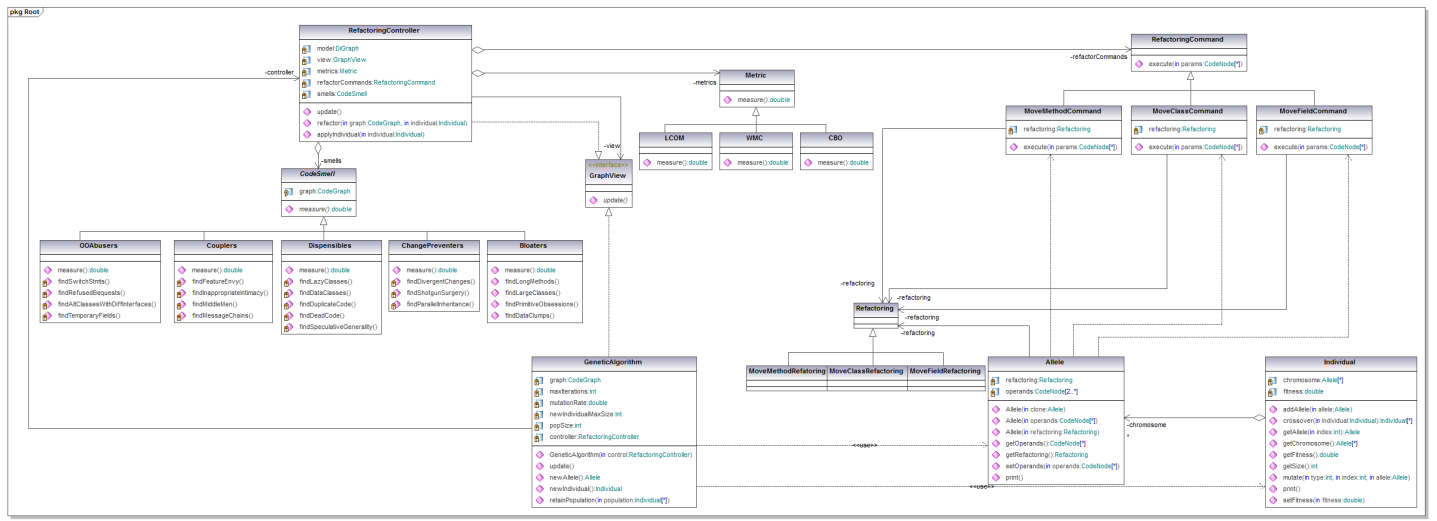 pkg Root
RefactoringController
model:DiGraph
view:GraphView
metrics:Metric
refactorCommands:RefactoringCommand
smells:CodeSmell
update()
refactor(in graph:CodeGraph, in individual:Individual)
applyIndividual(in individual:Individual)
-controller
-smells
-view
-metrics
-refactorCommands
RefactoringCommand
execute(in params:CodeNode[*])
Metric
measure():double
LCOM
measure():double
WMC
measure():double
CBO
measure():double
MoveMethodCommand
refactoring:Refactoring
execute(in params:CodeNode[*])
MoveClassCommand
refactoring:Refactoring
execute(in params:CodeNode[*])
MoveFieldCommand
refactoring:Refactoring
execute(in params:CodeNode[*])
<<interface>>
GraphView
update()
CodeSmell
graph:CodeGraph
measure():double
OOAbusers
measure():double
findSwitchStmts()
findRefusedBequests()
findAltClassesWithDiffInterfaces()
findTemporaryFields()
Couplers
measure():double
findFeatureEnvy()
findInappropriateIntimacy()
findMiddleMen()
findMessageChains()
Dispensibles
measure():double
findLazyClasses()
findDataClasses()
findDuplicateCode()
findDeadCode()
findSpeculativeGenerality()
ChangePreventers
measure():double
findDivergentChanges()
findShotgunSurgery()
findParallelInheritance()
Bloaters
measure():double
findLongMethods()
findLargeClasses()
findPrimitiveObsessions()
findDataClumps()
-refactoring
-refactoring
-refactoring
-refactoring
Refactoring
MoveMethodRefatoring
MoveClassRefactoring
MoveFieldRefactoring
GeneticAlgorithm
graph:CodeGraph
maxIterations:int
mutationRate:double
newIndividualMaxSize:int
popSize:int
controller:RefactoringController
GeneticAlgorithm(in control:RefactoringController)
update()
newAllele():Allele
newIndividual():Individual
retainPopulation(in population:Individual[*])
<<use>>
<<use>>
Allele
refactoring:Refactoring
operands:CodeNode[2..*]
Allele(in clone:Allele)
Allele(in operands:CodeNode[*])
Allele(in refactoring:Refactoring)
getOperands():CodeNode[*]
getRefactoring():Refactoring
setOperands(in operands:CodeNode[*])
print()
-chromosome
*
Individual
chromosome:Allele[*]
fitness:double
addAllele(in allele:Allele)
crossover(in individual:Individual):Individual[*]
getAllele(in index:int):Allele
getChromosome():Allele[*]
getFitness():double
getSize():int
mutate(in type:int, in index:int, in allele:Allele)
print()
setFitness(in fitness:double)